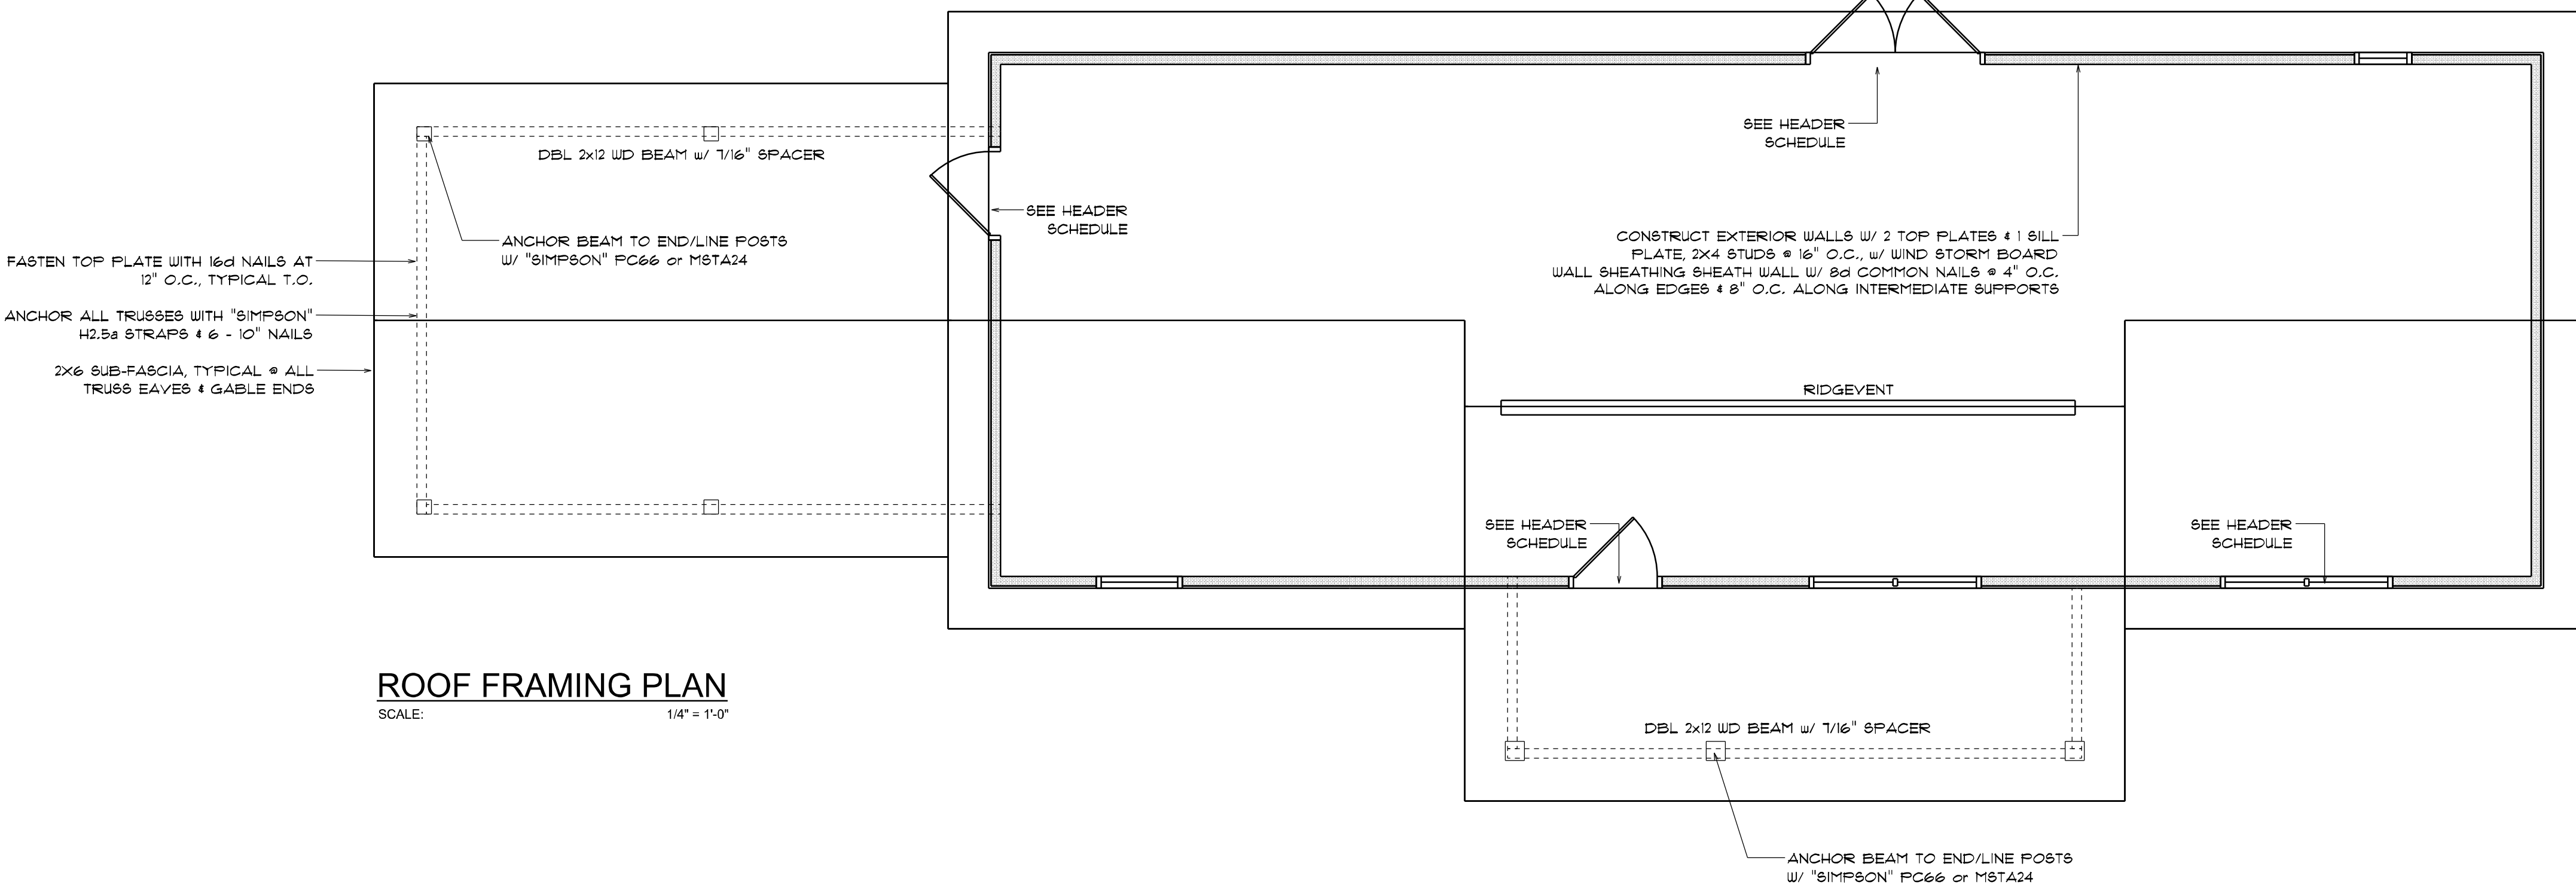 SEE HEADER
SCHEDULE
DBL 2x12 WD BEAM w/ 7/16" SPACER
SEE HEADER
SCHEDULE
ANCHOR BEAM TO END/LINE POSTS
W/ "SIMPSON" PC66 or MSTA24
CONSTRUCT EXTERIOR WALLS W/ 2 TOP PLATES & 1 SILL
PLATE, 2X4 STUDS @ 16" O.C., w/ WIND STORM BOARD
WALL SHEATHING SHEATH WALL W/ 8d COMMON NAILS @ 4" O.C.
ALONG EDGES & 8" O.C. ALONG INTERMEDIATE SUPPORTS
FASTEN TOP PLATE WITH 16d NAILS AT
12" O.C., TYPICAL T.O.
ANCHOR ALL TRUSSES WITH "SIMPSON"
H2.5a STRAPS & 6 - 10" NAILS
2X6 SUB-FASCIA, TYPICAL @ ALL
TRUSS EAVES & GABLE ENDS
RIDGEVENT
SEE HEADER
SCHEDULE
SEE HEADER
SCHEDULE
ROOF FRAMING PLAN
SCALE: 1/4" = 1'-0"
DBL 2x12 WD BEAM w/ 7/16" SPACER
ANCHOR BEAM TO END/LINE POSTS
W/ "SIMPSON" PC66 or MSTA24